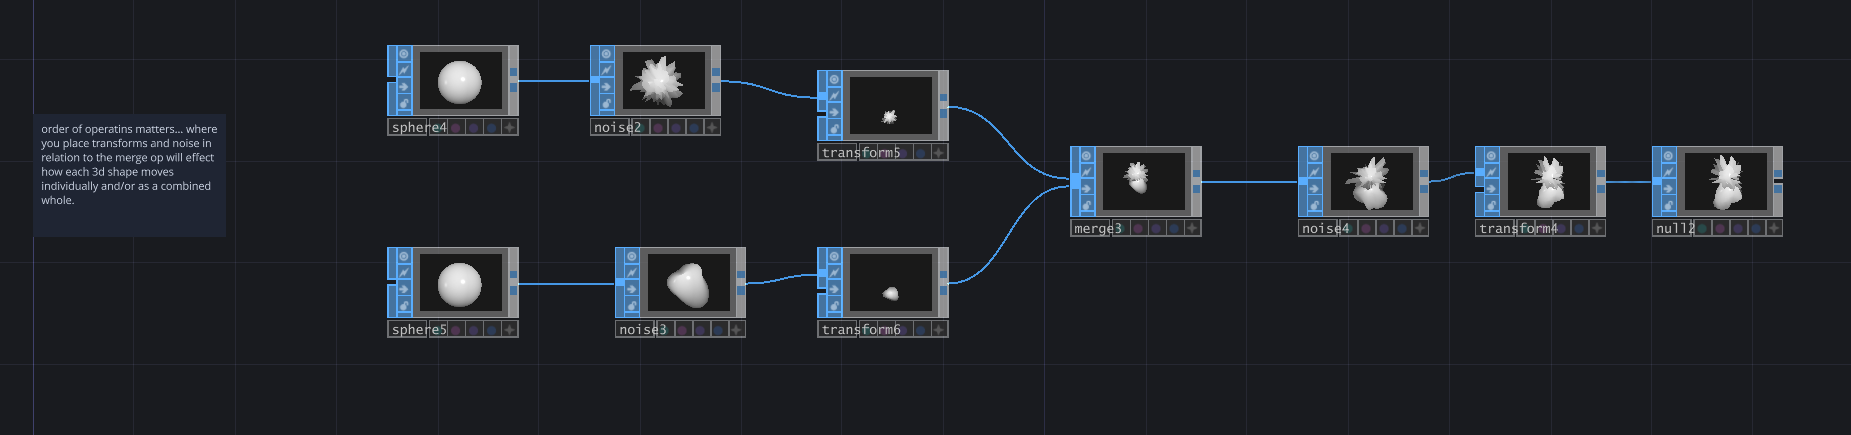 sphere4
noise2
transform5
order of operatins matters... where
you place transforms and noise in
relation to the merge op will effect
how each 3d shape moves
individually and/or as a combined
whole.
merge3
noise4
transform4
null2
sphere5
noise3
transform6